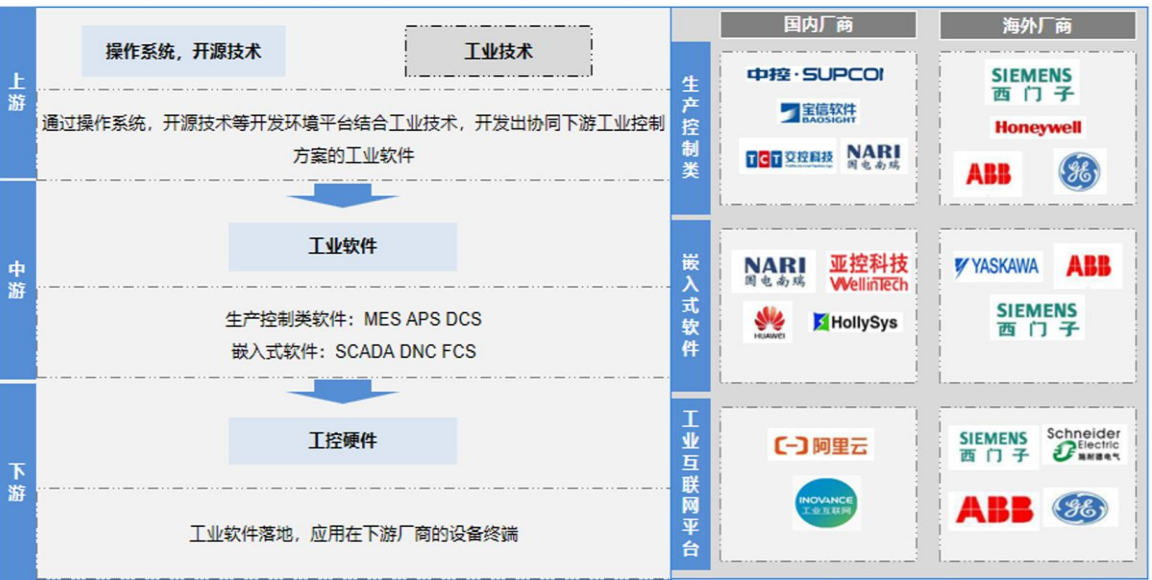 上游
操作系统，开源技术
工业技术
通过操作系统，开源技术等开发环境平台结合工业技术，开发出协同下游工业控制
方案的工业软件
中游
工业软件
生产控制类软件：MES APS DCS
嵌入式软件：SCADA DNC FCS
下游
工控硬件
工业软件落地，应用在下游厂商的设备终端
国内厂商
海外厂商
生产控制类
中控·SUPCON
宝信软件
BAOSIGHT
TCT 交控科技
NARI
国电南瑞
SIEMENS
西门子
Honeywell
ABB
GE
嵌入式软件
NARI
国电南瑞
亚控科技
WellinTech
HUAWEI
HollySys
YASKAWA
ABB
SIEMENS
西门子
工业互联网平台
阿里云
INOVANCE
工业互联网
SIEMENS
西门子
Schneider
Electric
施耐德电气
ABB
GE